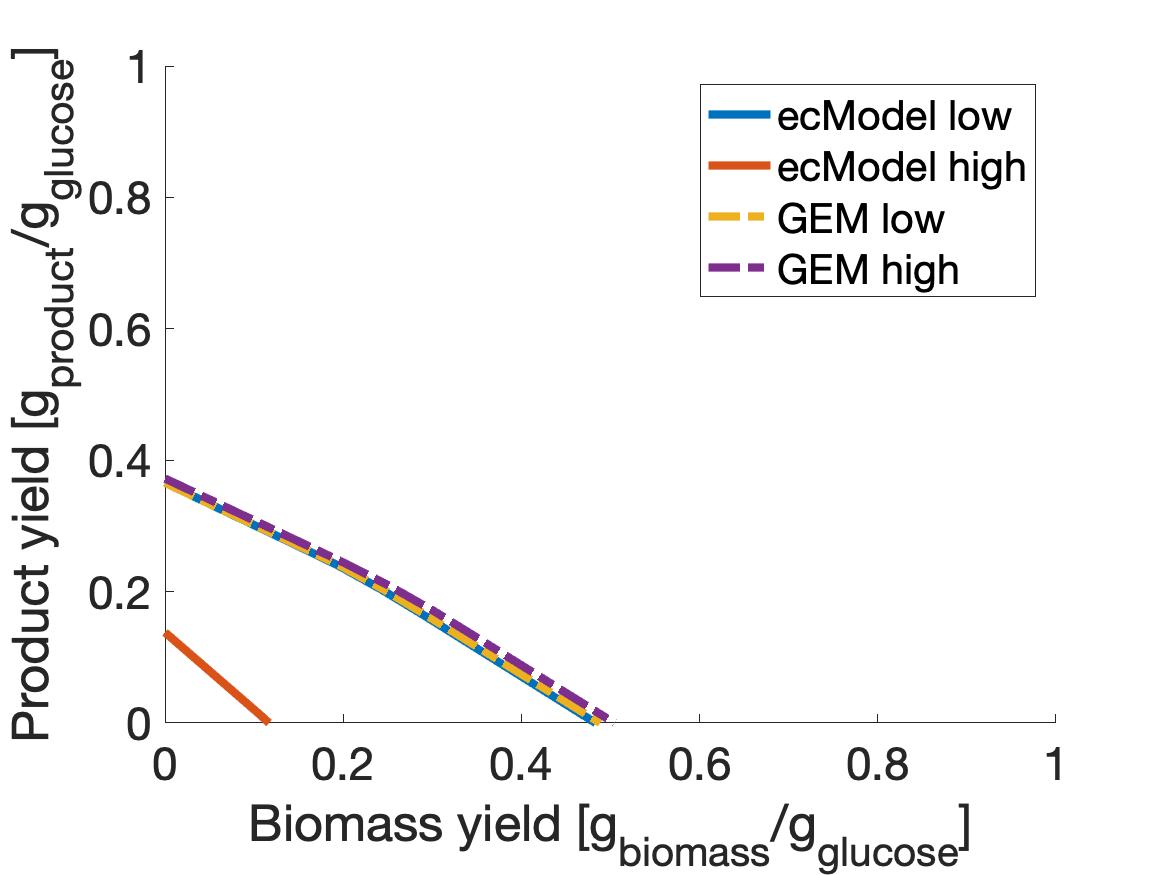 Product yield [g_product/g_glucose]
1
0.8
0.6
0.4
0.2
0
0
0.2
0.4
0.6
0.8
1
Biomass yield [g_biomass/g_glucose]
ecModel low
ecModel high
GEM low
GEM high